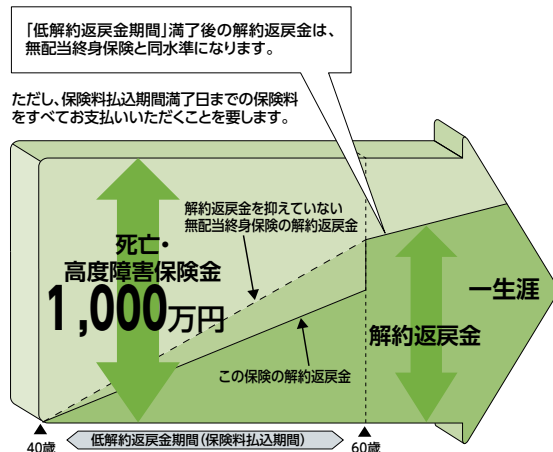 「低解約返戻金期間」満了後の解約返戻金は、
無配当終身保険と同水準になります。
ただし、保険料払込期間満了日までの保険料
をすべてお支払いいただくことを要します。
解約返戻金を抑えていない
無配当終身保険の解約返戻金
死亡・
高度障害保険金
1,000万円
一生涯
解約返戻金
この保険の解約返戻金
40歳
低解約返戻金期間(保険料払込期間)
60歳